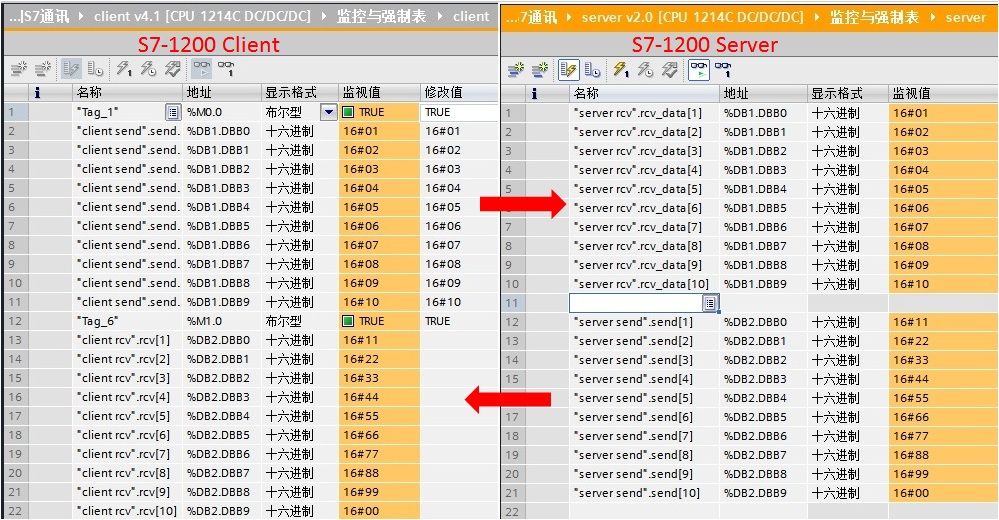 ...|S7通讯 ▸ client v4.1 [CPU 1214C DC/DC/DC] ▸ 监控与强制表 ▸ client
S7-1200 Client
i 名称 地址 显示格式 监视值 修改值
1 "Tag_1" %M0.0 布尔型 TRUE TRUE
2 "client send".send. %DB1.DBB0 十六进制 16#01 16#01
3 "client send".send. %DB1.DBB1 十六进制 16#02 16#02
4 "client send".send. %DB1.DBB2 十六进制 16#03 16#03
5 "client send".send. %DB1.DBB3 十六进制 16#04 16#04
6 "client send".send. %DB1.DBB4 十六进制 16#05 16#05
7 "client send".send. %DB1.DBB5 十六进制 16#06 16#06
8 "client send".send. %DB1.DBB6 十六进制 16#07 16#07
9 "client send".send. %DB1.DBB7 十六进制 16#08 16#08
10 "client send".send. %DB1.DBB8 十六进制 16#09 16#09
11 "client send".send. %DB1.DBB9 十六进制 16#10 16#10
12 "Tag_6" %M1.0 布尔型 TRUE TRUE
13 "client rcv".rcv[1] %DB2.DBB0 十六进制 16#11
14 "client rcv".rcv[2] %DB2.DBB1 十六进制 16#22
15 "client rcv".rcv[3] %DB2.DBB2 十六进制 16#33
16 "client rcv".rcv[4] %DB2.DBB3 十六进制 16#44
17 "client rcv".rcv[5] %DB2.DBB4 十六进制 16#55
18 "client rcv".rcv[6] %DB2.DBB5 十六进制 16#66
19 "client rcv".rcv[7] %DB2.DBB6 十六进制 16#77
20 "client rcv".rcv[8] %DB2.DBB7 十六进制 16#88
21 "client rcv".rcv[9] %DB2.DBB8 十六进制 16#99
22 "client rcv".rcv[10] %DB2.DBB9 十六进制 16#00
...7通讯 ▸ server v2.0 [CPU 1214C DC/DC/DC] ▸ 监控与强制表 ▸ server
S7-1200 Server
i 名称 地址 显示格式 监视值
1 "server rcv".rcv_data[1] %DB1.DBB0 十六进制 16#01
2 "server rcv".rcv_data[2] %DB1.DBB1 十六进制 16#02
3 "server rcv".rcv_data[3] %DB1.DBB2 十六进制 16#03
4 "server rcv".rcv_data[4] %DB1.DBB3 十六进制 16#04
5 "server rcv".rcv_data[5] %DB1.DBB4 十六进制 16#05
"server rcv".rcv_data[6] %DB1.DBB5 十六进制 16#06
7 "server rcv".rcv_data[7] %DB1.DBB6 十六进制 16#07
8 "server rcv".rcv_data[8] %DB1.DBB7 十六进制 16#08
9 "server rcv".rcv_data[9] %DB1.DBB8 十六进制 16#09
10 "server rcv".rcv_data[10] %DB1.DBB9 十六进制 16#10
11
12 "server send".send[1] %DB2.DBB0 十六进制 16#11
13 "server send".send[2] %DB2.DBB1 十六进制 16#22
14 "server send".send[3] %DB2.DBB2 十六进制 16#33
15 "server send".send[4] %DB2.DBB3 十六进制 16#44
"server send".send[5] %DB2.DBB4 十六进制 16#55
17 "server send".send[6] %DB2.DBB5 十六进制 16#66
18 "server send".send[7] %DB2.DBB6 十六进制 16#77
19 "server send".send[8] %DB2.DBB7 十六进制 16#88
20 "server send".send[9] %DB2.DBB8 十六进制 16#99
21 "server send".send[10] %DB2.DBB9 十六进制 16#00
22